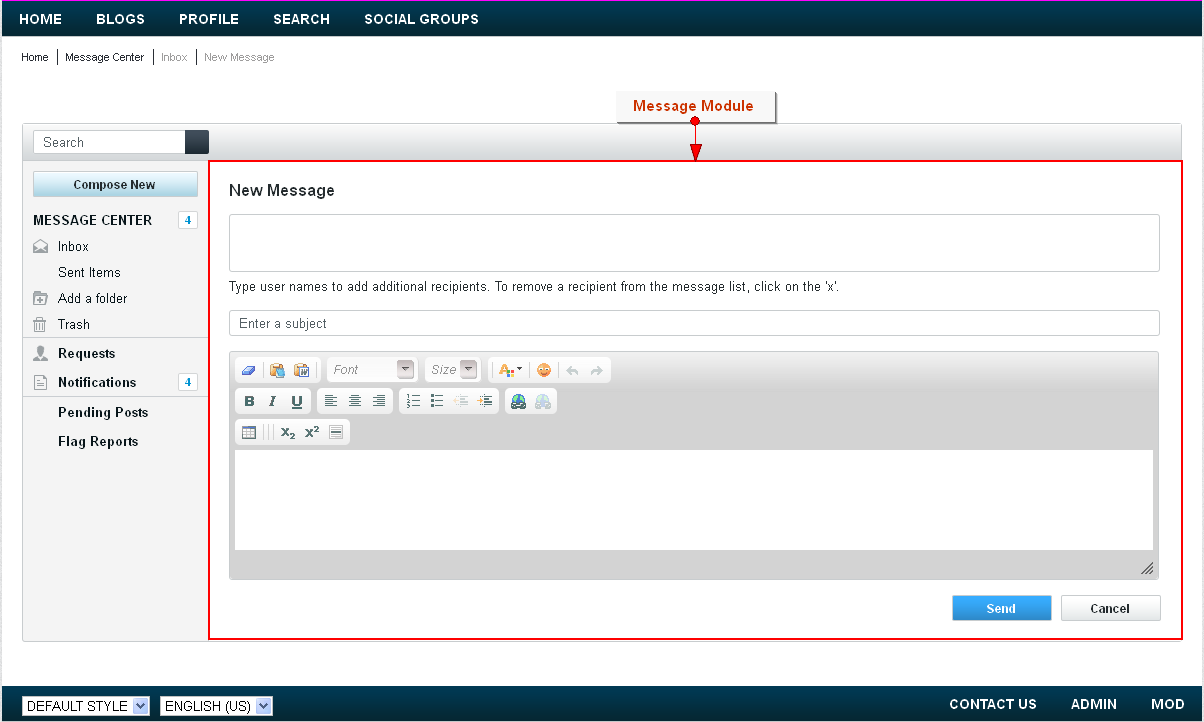 HOME BLOGS PROFILE SEARCH SOCIAL GROUPS
Home Message Center Inbox New Message
Message Module
Search
Compose New
MESSAGE CENTER 4
Inbox
Sent Items
Add a folder
Trash
Requests
Notifications 4
Pending Posts
Flag Reports
New Message
Type user names to add additional recipients. To remove a recipient from the message list, click on the 'x'.
Enter a subject
Font Size A
B I U
X2 X2
Send Cancel
DEFAULT STYLE ENGLISH (US) CONTACT US ADMIN MOD